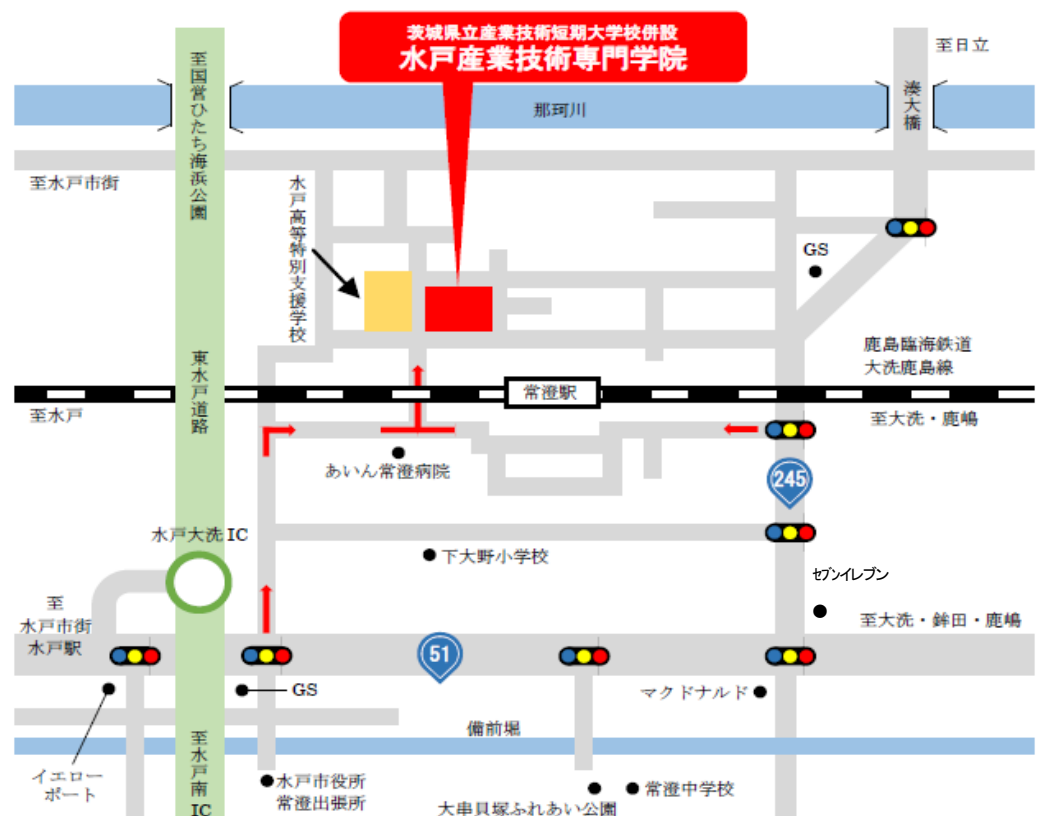 茨城県立産業技術短期大学校併設
水戸産業技術専門学院
至日立
至国営ひたち海浜公園
那珂川
湊大橋
至水戸市街
水戸高等特別支援学校
GS
東水戸道路
鹿島臨海鉄道
大洗鹿島線
常澄駅
至水戸
至大洗・鹿嶋
あいん常澄病院
245
水戸大洗IC
下大野小学校
セブンイレブン
至
水戸市街
水戸駅
至大洗・鉾田・鹿嶋
51
GS
マクドナルド
備前堀
至水戸南IC
イエロー
ポート
水戸市役所
常澄出張所
常澄中学校
大串貝塚ふれあい公園